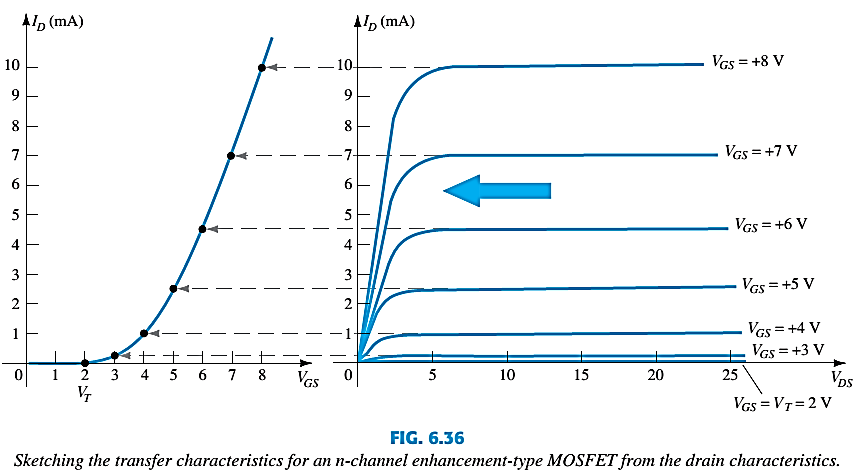 I_D (mA)
10
9
8
7
6
5
4
3
2
1
0
1
2
3
4
5
6
7
8
V_GS
V_T
I_D (mA)
10
9
8
7
6
5
4
3
2
1
0
5
10
15
20
25
V_DS
V_GS = +8 V
V_GS = +7 V
V_GS = +6 V
V_GS = +5 V
V_GS = +4 V
V_GS = +3 V
V_GS = V_T = 2 V
FIG. 6.36
Sketching the transfer characteristics for an n-channel enhancement-type MOSFET from the drain characteristics.